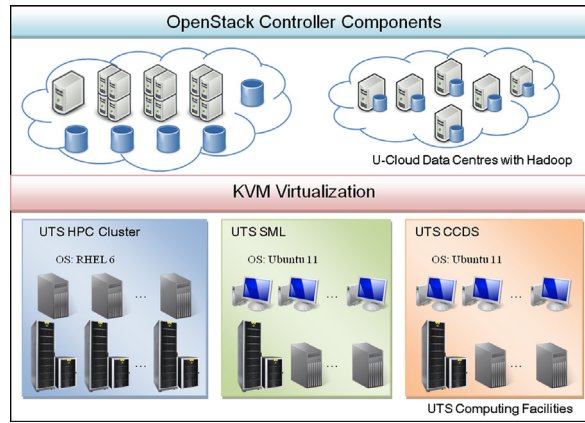 OpenStack Controller Components
U-Cloud Data Centres with Hadoop
KVM Virtualization
UTS HPC Cluster
OS: RHEL 6
...
...
UTS SML
OS: Ubuntu 11
...
...
UTS CCDS
OS: Ubuntu 11
...
...
UTS Computing Facilities